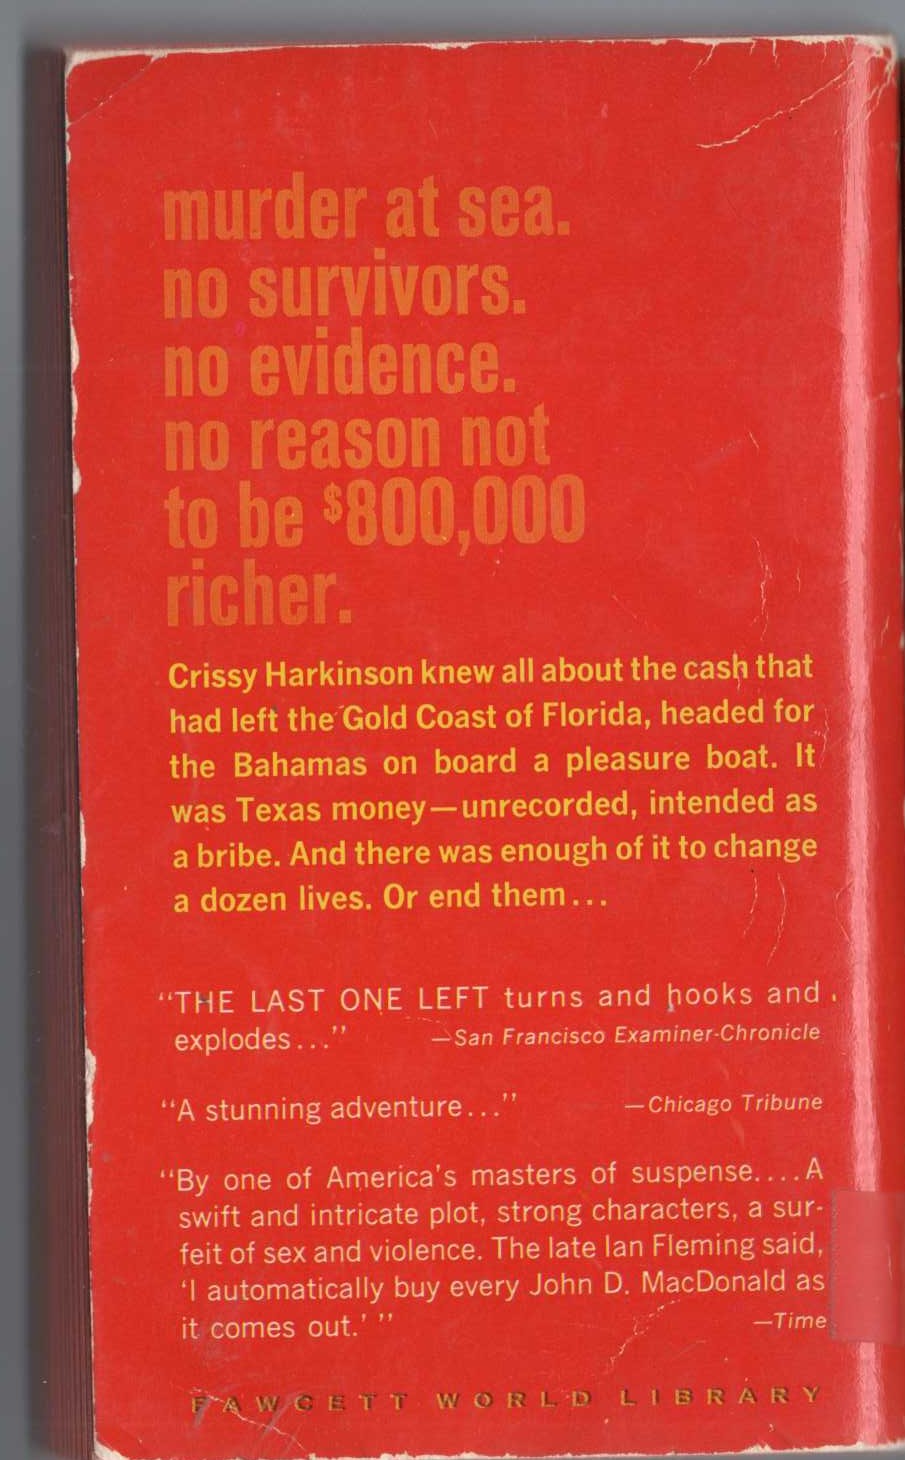 murder at sea.
no survivors.
no evidence.
no reason not
to be $800,000
richer.
Crissy Harkinson knew all about the cash that
had left the Gold Coast of Florida, headed for
the Bahamas on board a pleasure boat. It
was Texas money—unrecorded, intended as
a bribe. And there was enough of it to change
a dozen lives. Or end them...
“THE LAST ONE LEFT turns and hooks and
explodes...” —San Francisco Examiner-Chronicle
“A stunning adventure...” —Chicago Tribune
“By one of America's masters of suspense....A
swift and intricate plot, strong characters, a sur-
feit of sex and violence. The late Ian Fleming said,
‘I automatically buy every John D. MacDonald as
it comes out.’ ” —Time
FAWCETT WORLD LIBRARY